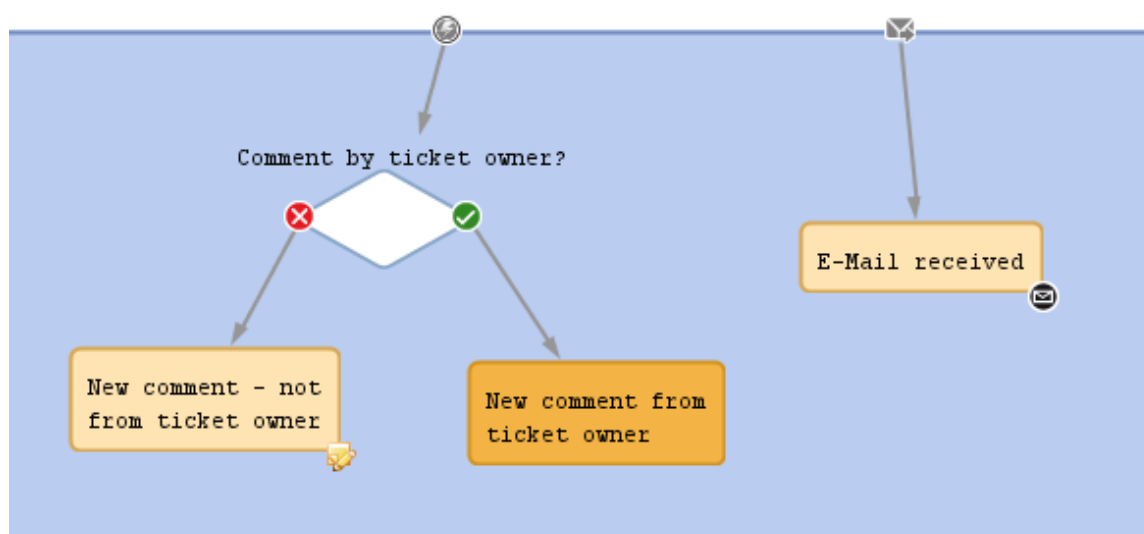 Comment by ticket owner?
E-Mail received
New comment - not
from ticket owner
New comment from
ticket owner